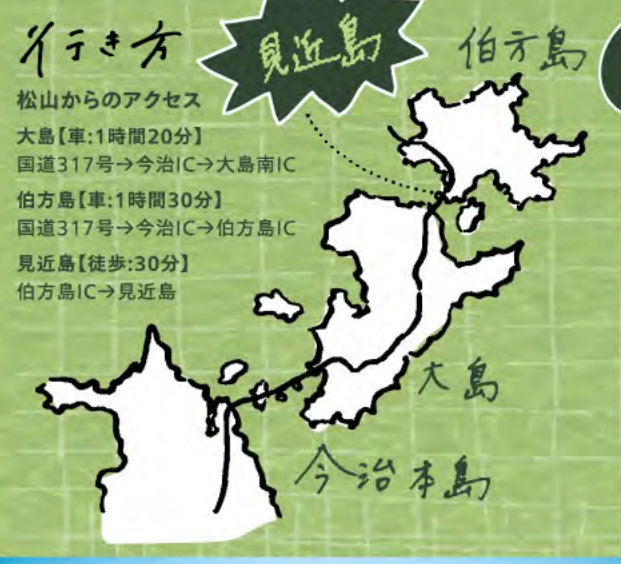 行き方
見近島
伯方島
松山からのアクセス
大島【車:1時間20分】
国道317号→今治IC→大島南IC
伯方島【車:1時間30分】
国道317号→今治IC→伯方島IC
見近島【徒歩:30分】
伯方島IC→見近島
大島
今治本島